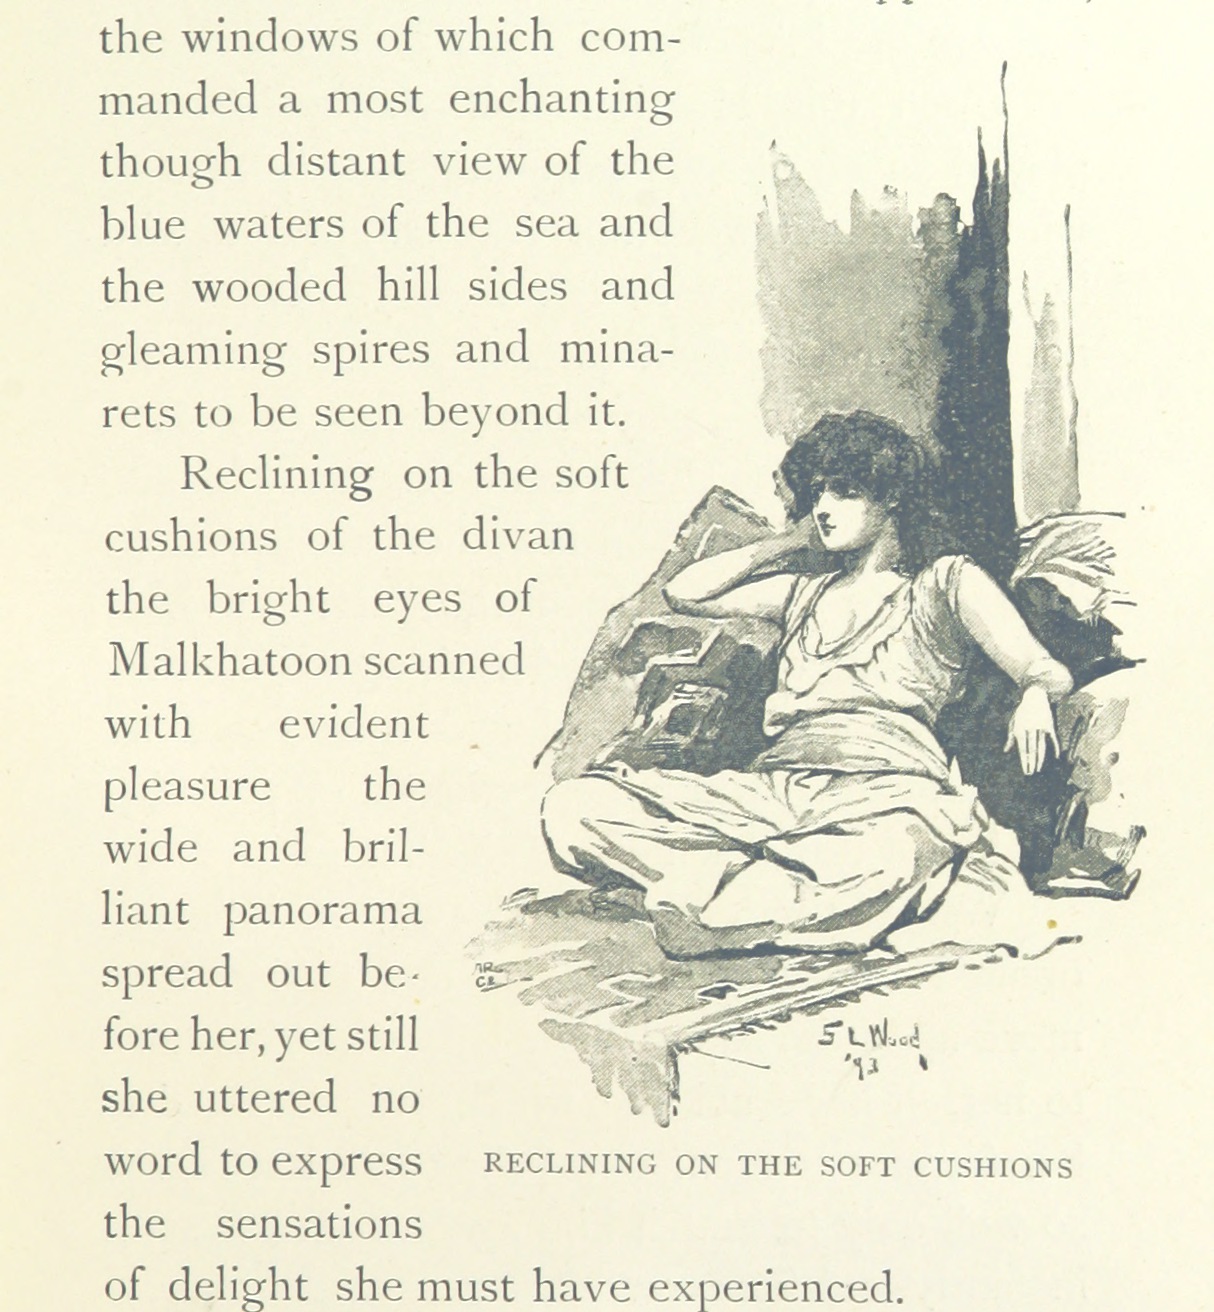 the windows of which com-
manded a most enchanting
though distant view of the
blue waters of the sea and
the wooded hill sides and
gleaming spires and mina-
rets to be seen beyond it.
Reclining on the soft
cushions of the divan
the bright eyes of
Malkhatoon scanned
with evident
pleasure the
wide and bril-
liant panorama
spread out be-
fore her, yet still
she uttered no
word to express
the sensations
of delight she must have experienced.
S L Wood
'93
RECLINING ON THE SOFT CUSHIONS